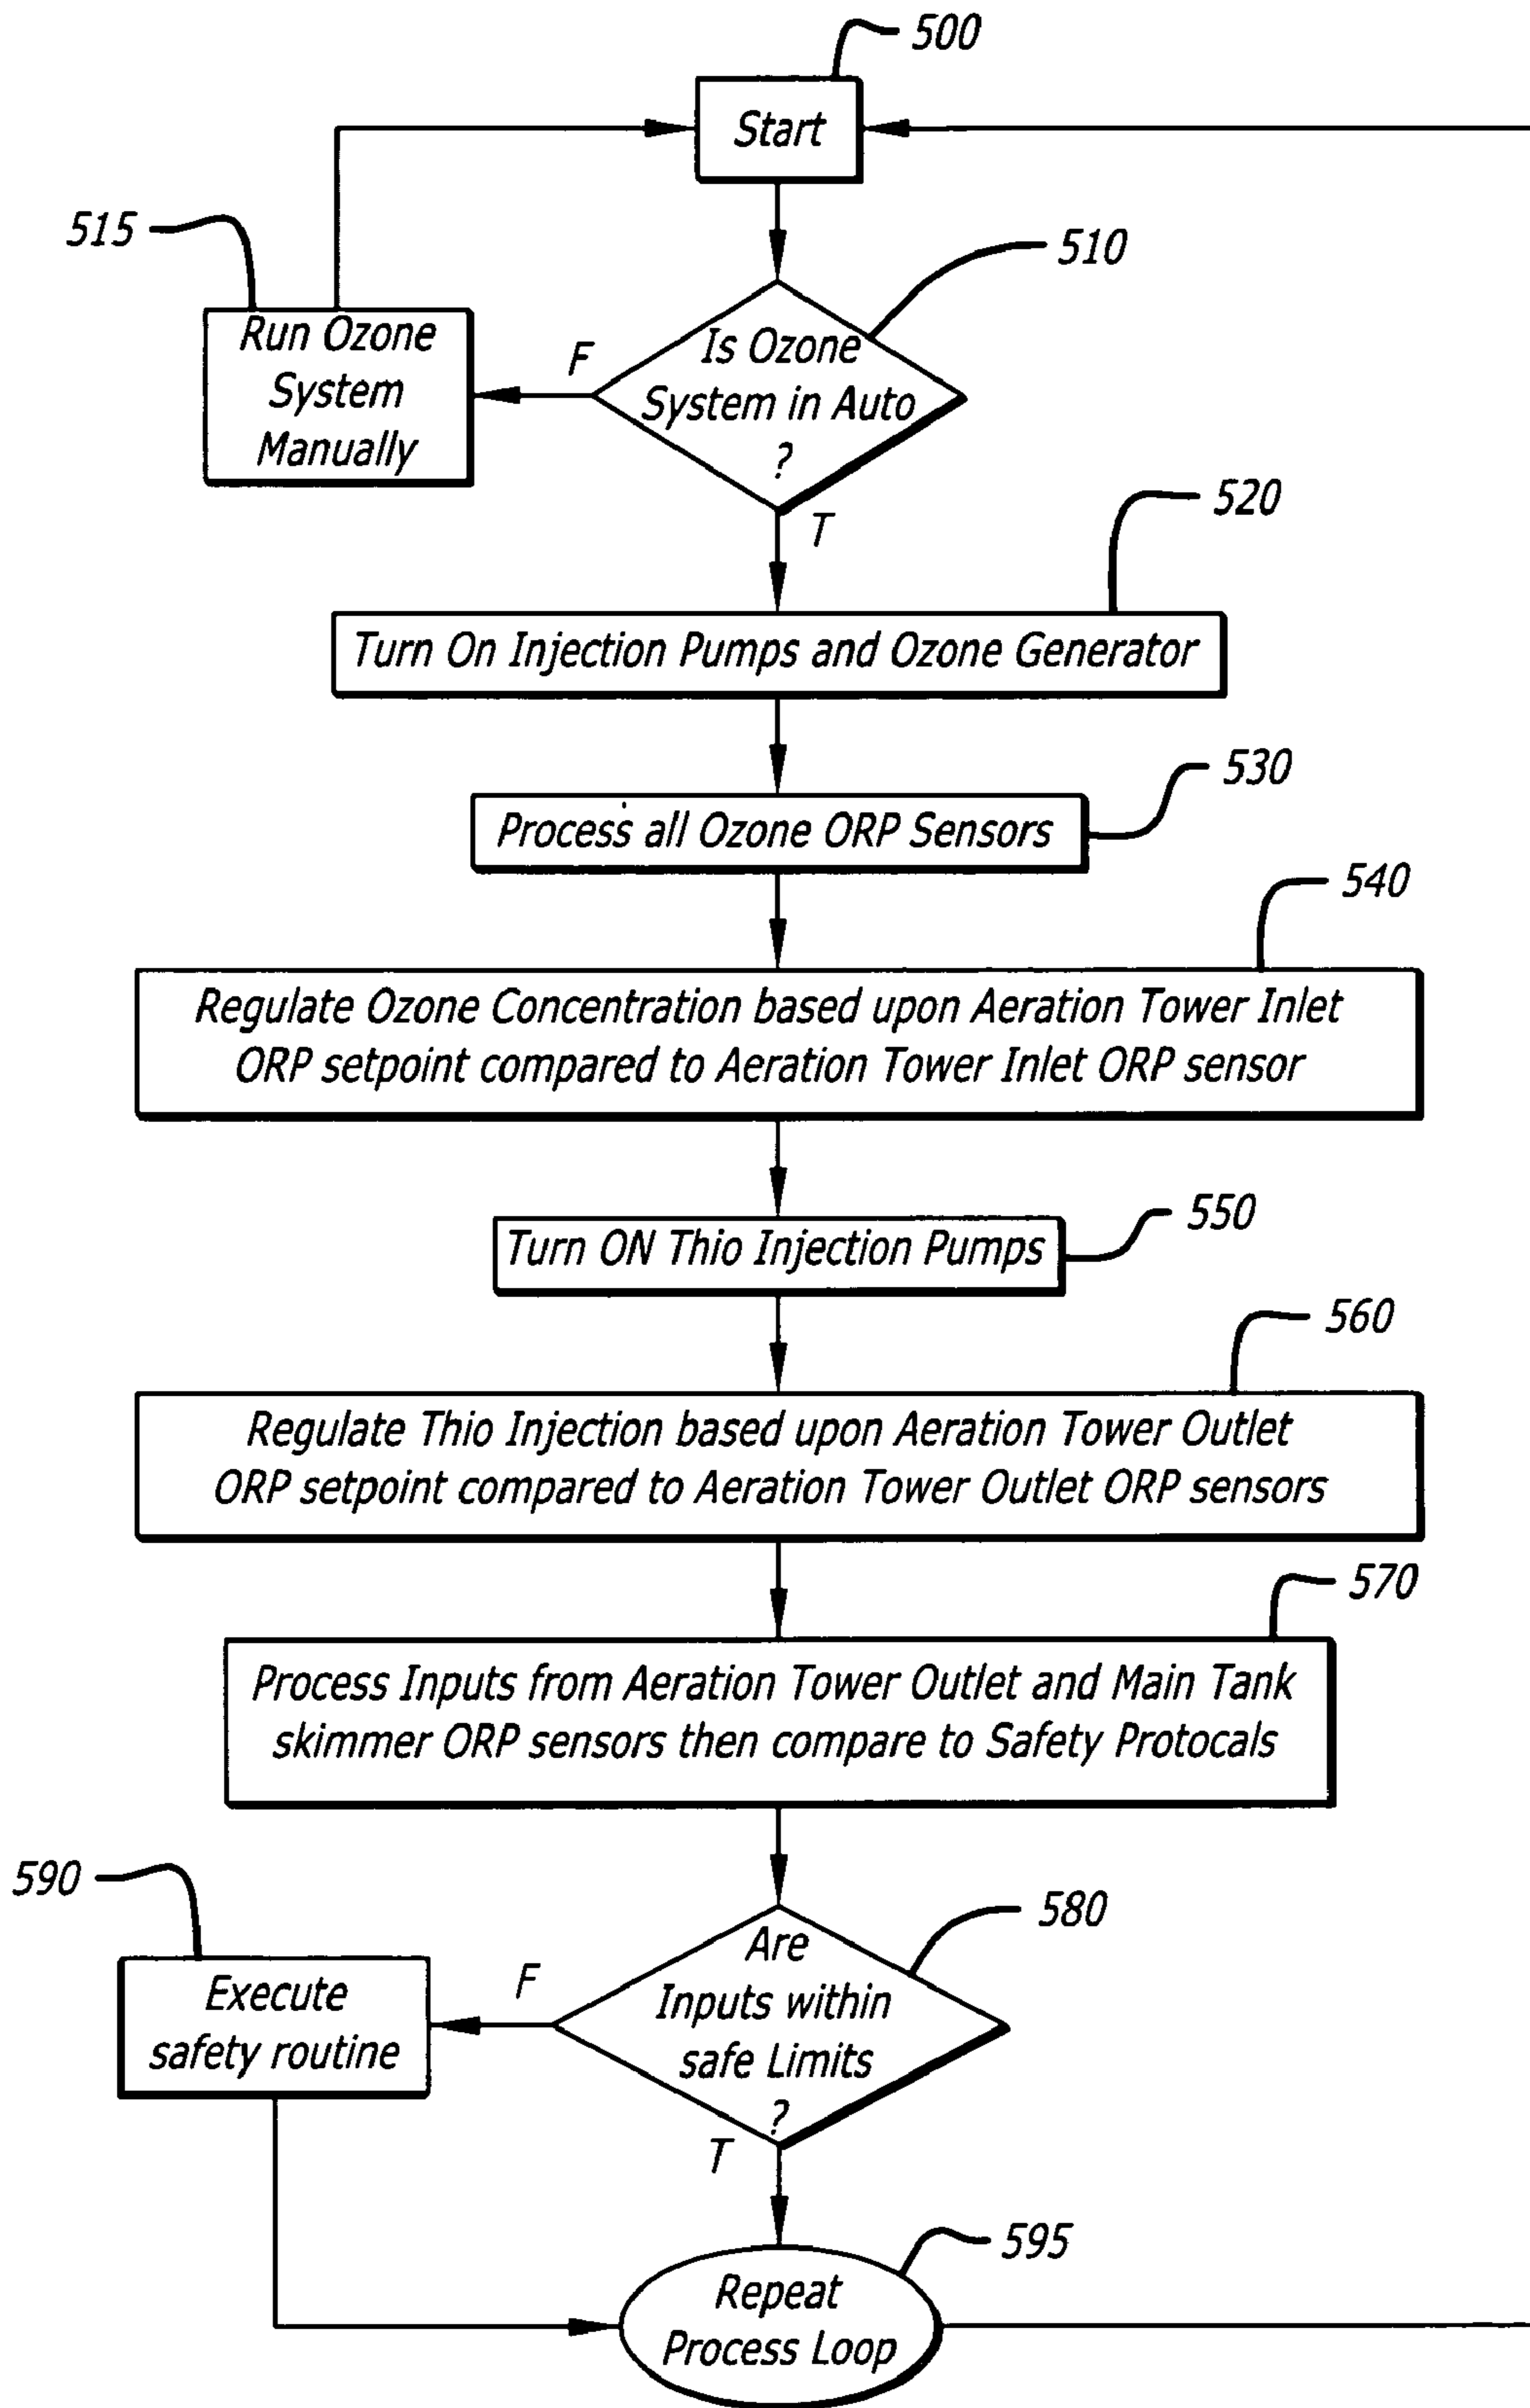 500
Start
515
510
Run Ozone
System
Manually
F
Is Ozone
System in Auto
?
T
520
Turn On Injection Pumps and Ozone Generator
530
Process all Ozone ORP Sensors
540
Regulate Ozone Concentration based upon Aeration Tower Inlet
ORP setpoint compared to Aeration Tower Inlet ORP sensor
550
Turn ON Thio Injection Pumps
560
Regulate Thio Injection based upon Aeration Tower Outlet
ORP setpoint compared to Aeration Tower Outlet ORP sensors
570
Process Inputs from Aeration Tower Outlet and Main Tank
skimmer ORP sensors then compare to Safety Protocals
590
580
Execute
safety routine
F
Are
Inputs within
safe Limits
?
T
595
Repeat
Process Loop